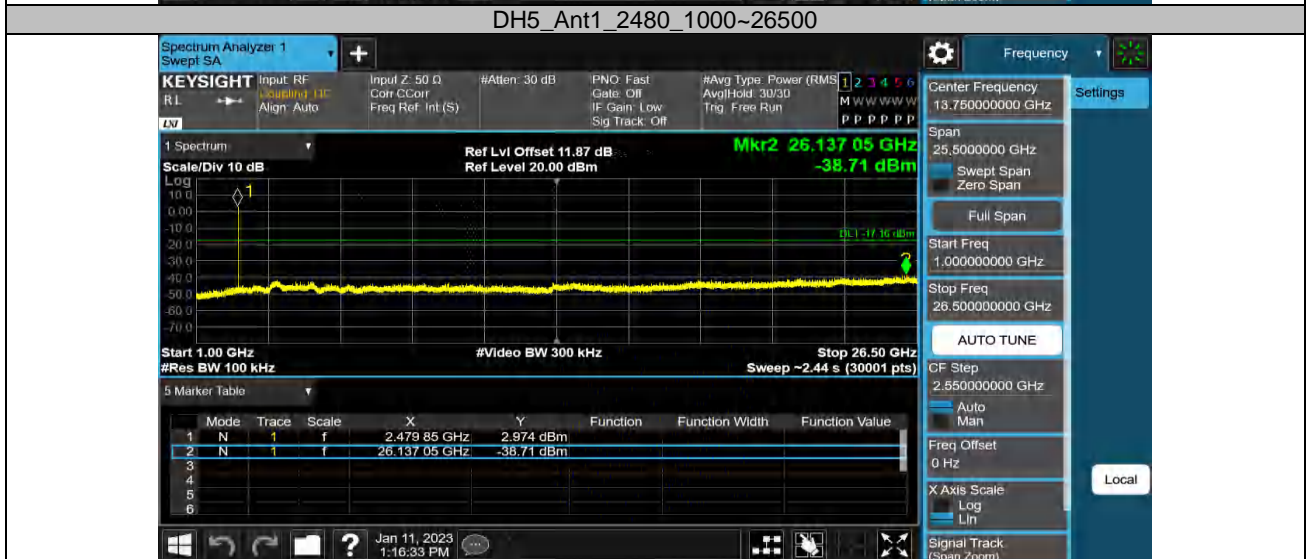 DH5_Ant1_2480_1000~26500
Spectrum Analyzer 1
Swept SA
+
Frequency
KEYSIGHT
RL
LXI
Input: RF
Coupling: DC
Align: Auto
Input Z: 50 Ω
Corr CCorr
Freq Ref: Int (S)
#Atten: 30 dB
PNO: Fast
Gate: Off
IF Gain: Low
Sig Track: Off
#Avg Type: Power (RMS
Avg|Hold: 30/30
Trig: Free Run
1 2 3 4 5 6
M W W W W W
P P P P P P
1 Spectrum
Scale/Div 10 dB
Ref Lvl Offset 11.87 dB
Ref Level 20.00 dBm
Mkr2 26.137 05 GHz
-38.71 dBm
Log
10.0
0.00
-10.0
-20.0
-30.0
-40.0
-50.0
-60.0
-70.0
1
DL1 -17.16 dBm
2
Start 1.00 GHz
#Res BW 100 kHz
#Video BW 300 kHz
Stop 26.50 GHz
Sweep ~2.44 s (30001 pts)
5 Marker Table
Mode Trace Scale X Y Function Function Width Function Value
1 N 1 f 2.479 85 GHz 2.974 dBm
2 N 1 f 26.137 05 GHz -38.71 dBm
3
4
5
6
?
Jan 11, 2023
1:16:33 PM
Center Frequency
13.750000000 GHz
Settings
Span
25.5000000 GHz
Swept Span
Zero Span
Full Span
Start Freq
1.000000000 GHz
Stop Freq
26.500000000 GHz
AUTO TUNE
CF Step
2.550000000 GHz
Auto
Man
Freq Offset
0 Hz
Local
X Axis Scale
Log
Lin
Signal Track
(Span Zoom)